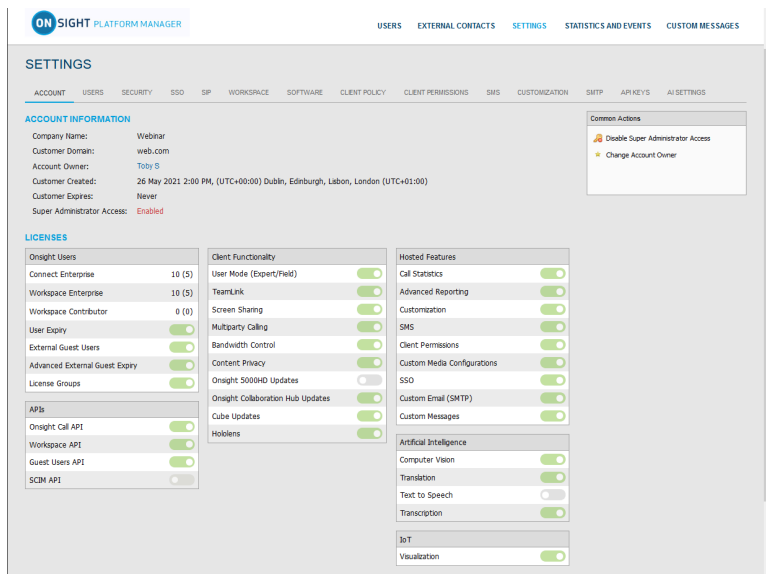 ONSIGHT PLATFORM MANAGER
USERS EXTERNAL CONTACTS SETTINGS STATISTICS AND EVENTS CUSTOM MESSAGES
SETTINGS
ACCOUNT USERS SECURITY SSO SIP WORKSPACE SOFTWARE CLIENT POLICY CLIENT PERMISSIONS SMS CUSTOMIZATION SMTP API KEYS AI SETTINGS
ACCOUNT INFORMATION
Company Name: Webinar
Customer Domain: web.com
Account Owner: Toby S
Customer Created: 26 May 2021 2:00 PM, (UTC+00:00) Dublin, Edinburgh, Lisbon, London (UTC+01:00)
Customer Expires: Never
Super Administrator Access: Enabled
Common Actions
Disable Super Administrator Access
Change Account Owner
LICENSES
Onsight Users
Connect Enterprise 10 (5)
Workspace Enterprise 10 (5)
Workspace Contributor 0 (0)
User Expiry
External Guest Users
Advanced External Guest Expiry
License Groups
APIs
Onsight Call API
Workspace API
Guest Users API
SCIM API
Client Functionality
User Mode (Expert/Field)
TeamLink
Screen Sharing
Multiparty Calling
Bandwidth Control
Content Privacy
Onsight 5000HD Updates
Onsight Collaboration Hub Updates
Cube Updates
Hololens
Hosted Features
Call Statistics
Advanced Reporting
Customization
SMS
Client Permissions
Custom Media Configurations
SSO
Custom Email (SMTP)
Custom Messages
Artificial Intelligence
Computer Vision
Translation
Text to Speech
Transcription
IoT
Visualization